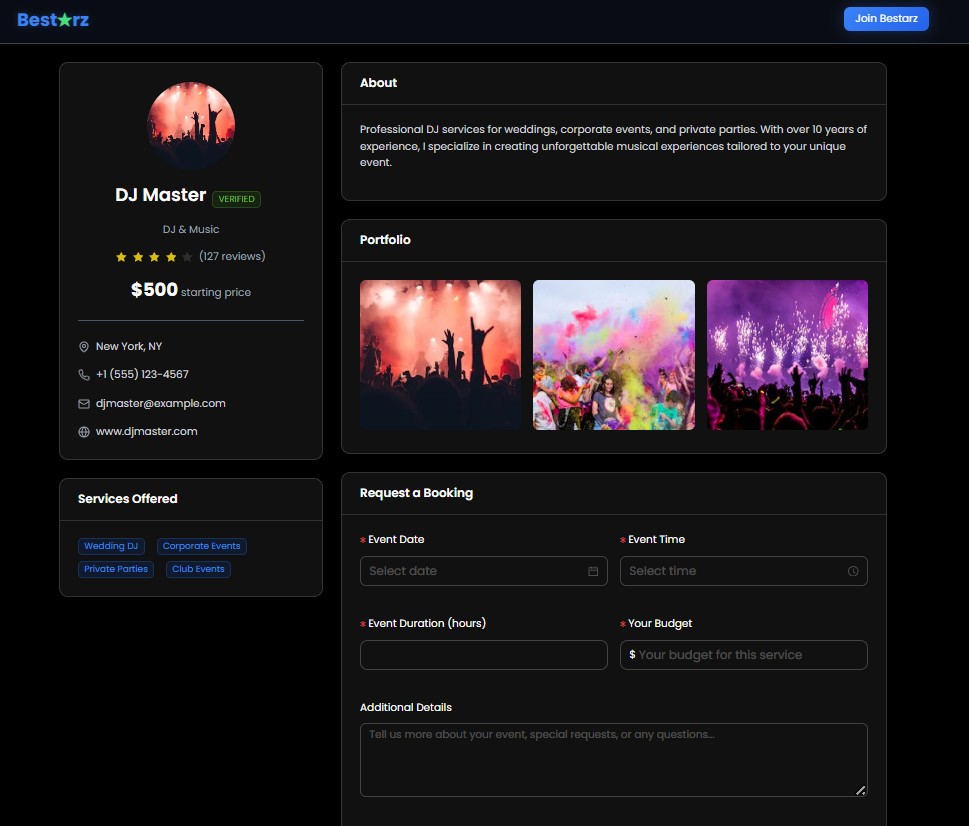 Best★rz
Join Bestarz
DJ Master VERIFIED
DJ & Music
(127 reviews)
$500 starting price
New York, NY
+1 (555) 123-4567
djmaster@example.com
www.djmaster.com
Services Offered
Wedding DJ Corporate Events
Private Parties Club Events
About
Professional DJ services for weddings, corporate events, and private parties. With over 10 years of
experience, I specialize in creating unforgettable musical experiences tailored to your unique
event.
Portfolio
Request a Booking
* Event Date * Event Time
Select date Select time
* Event Duration (hours) * Your Budget
$ Your budget for this service
Additional Details
Tell us more about your event, special requests, or any questions...